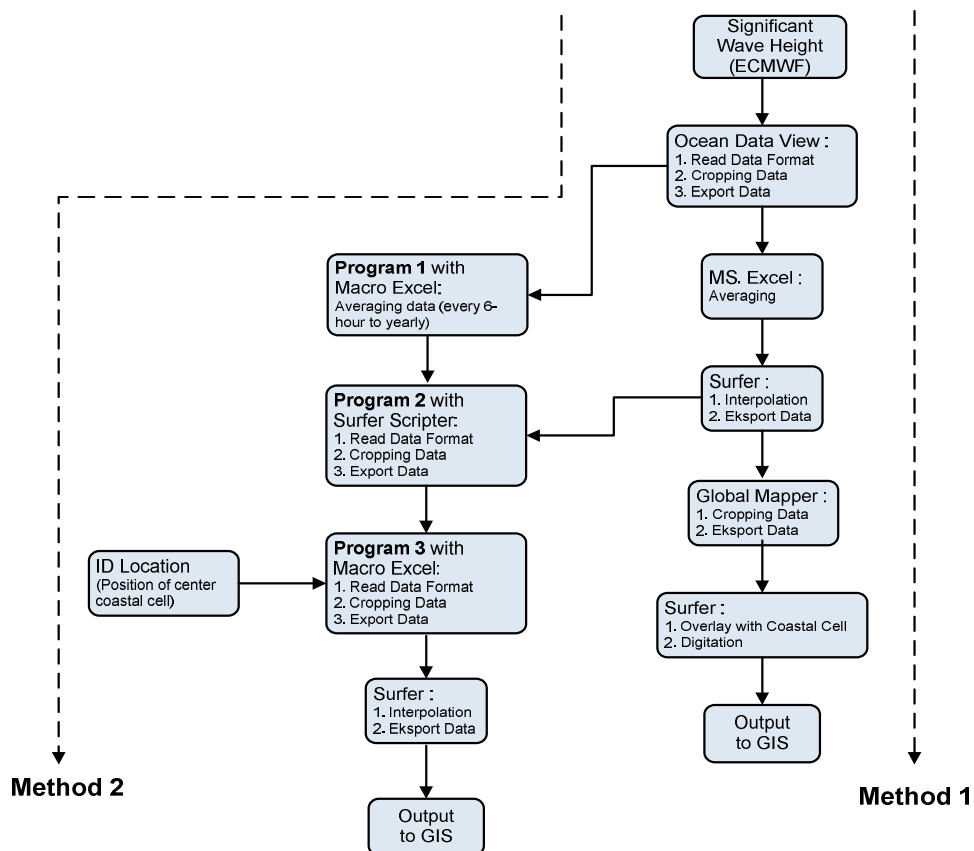 Significant
Wave Height
(ECMWF)
Ocean Data View :
1. Read Data Format
2. Cropping Data
3. Export Data
Program 1 with
Macro Excel:
Averaging data (every 6-
hour to yearly)
MS. Excel :
Averaging
Program 2 with
Surfer Scripter:
1. Read Data Format
2. Cropping Data
3. Export Data
Surfer :
1. Interpolation
2. Eksport Data
Global Mapper :
1. Cropping Data
2. Eksport Data
ID Location
(Position of center
coastal cell)
Program 3 with
Macro Excel:
1. Read Data Format
2. Cropping Data
3. Export Data
Surfer :
1. Overlay with Coastal Cell
2. Digitation
Surfer :
1. Interpolation
2. Eksport Data
Output
to GIS
Method 2
Method 1
Output
to GIS